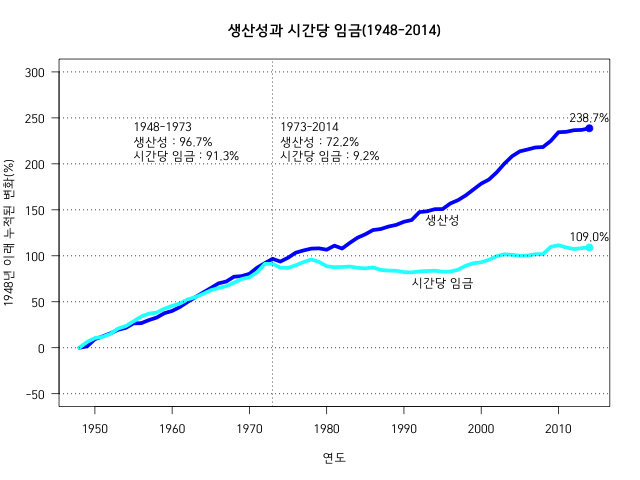 생산성과 시간당 임금(1948-2014)
1948년 이래 누적된 변화(%)
300
250
200
150
100
50
0
-50
1948-1973
생산성 : 96.7%
시간당 임금 : 91.3%
1973-2014
생산성 : 72.2%
시간당 임금 : 9.2%
238.7%
생산성
109.0%
시간당 임금
1950 1960 1970 1980 1990 2000 2010
연도